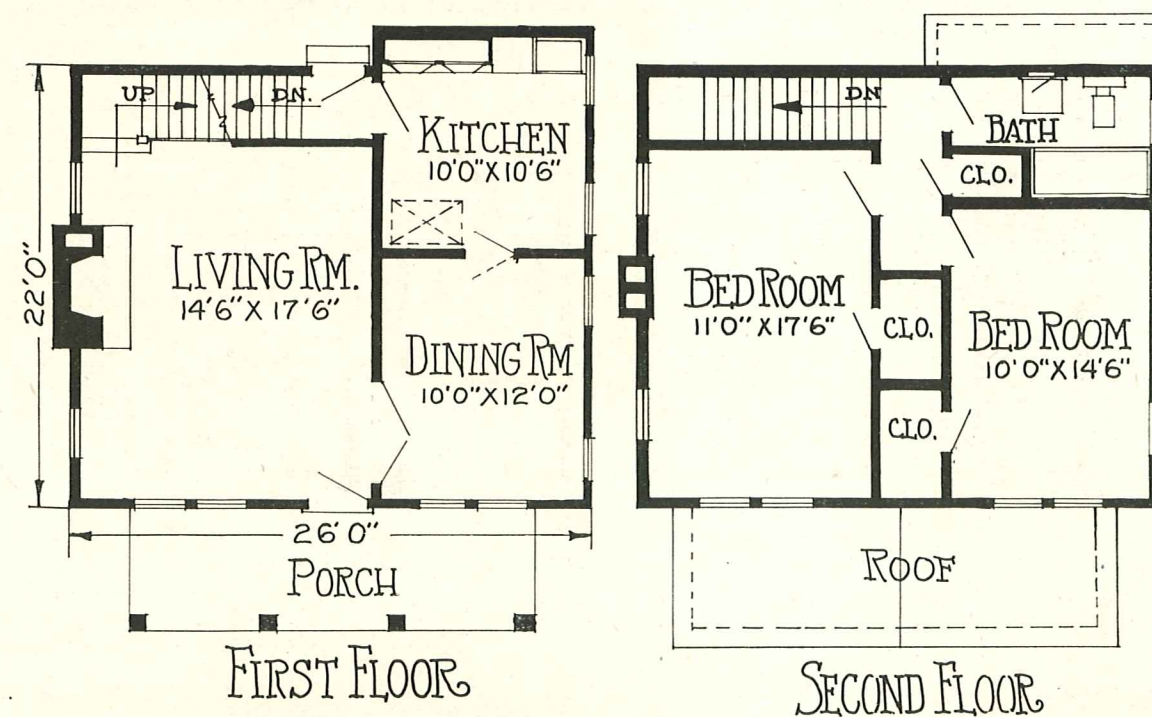 UP
DN.
KITCHEN
10'0"X10'6"
LIVING RM.
14'6"X17'6"
DINING RM
10'0"X12'0"
22'0"
26'0"
PORCH
FIRST FLOOR
DN
BATH
CLO.
BED ROOM
11'0"X17'6"
CLO.
BED ROOM
10'0"X14'6"
CLO.
ROOF
SECOND FLOOR